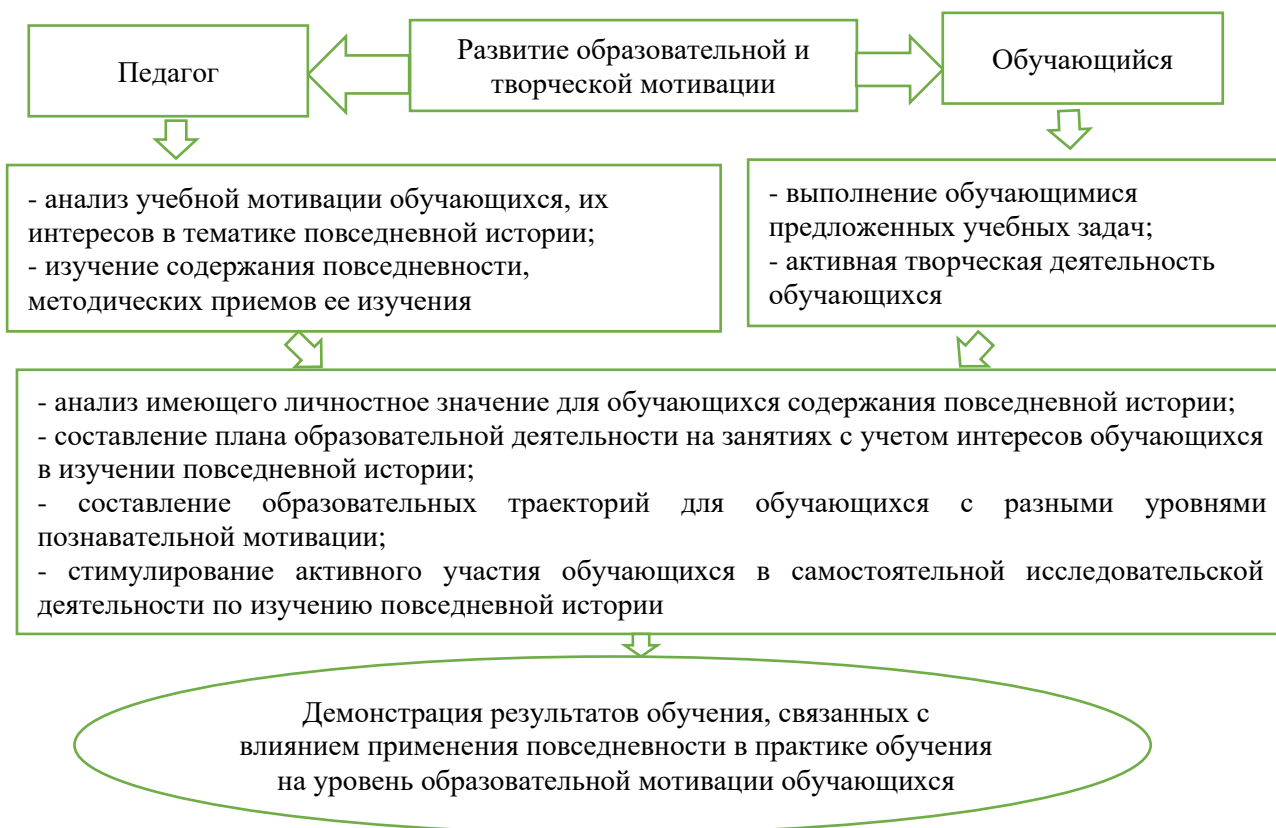 Педагог
Развитие образовательной и
творческой мотивации
Обучающийся
- анализ учебной мотивации обучающихся, их
интересов в тематике повседневной истории;
- изучение содержания повседневности,
методических приемов ее изучения
- выполнение обучающимися
предложенных учебных задач;
- активная творческая деятельность
обучающихся
- анализ имеющего личностное значение для обучающихся содержания повседневной истории;
- составление плана образовательной деятельности на занятиях с учетом интересов обучающихся
в изучении повседневной истории;
- составление образовательных траекторий для обучающихся с разными уровнями
познавательной мотивации;
- стимулирование активного участия обучающихся в самостоятельной исследовательской
деятельности по изучению повседневной истории
Демонстрация результатов обучения, связанных с
влиянием применения повседневности в практике обучения
на уровень образовательной мотивации обучающихся